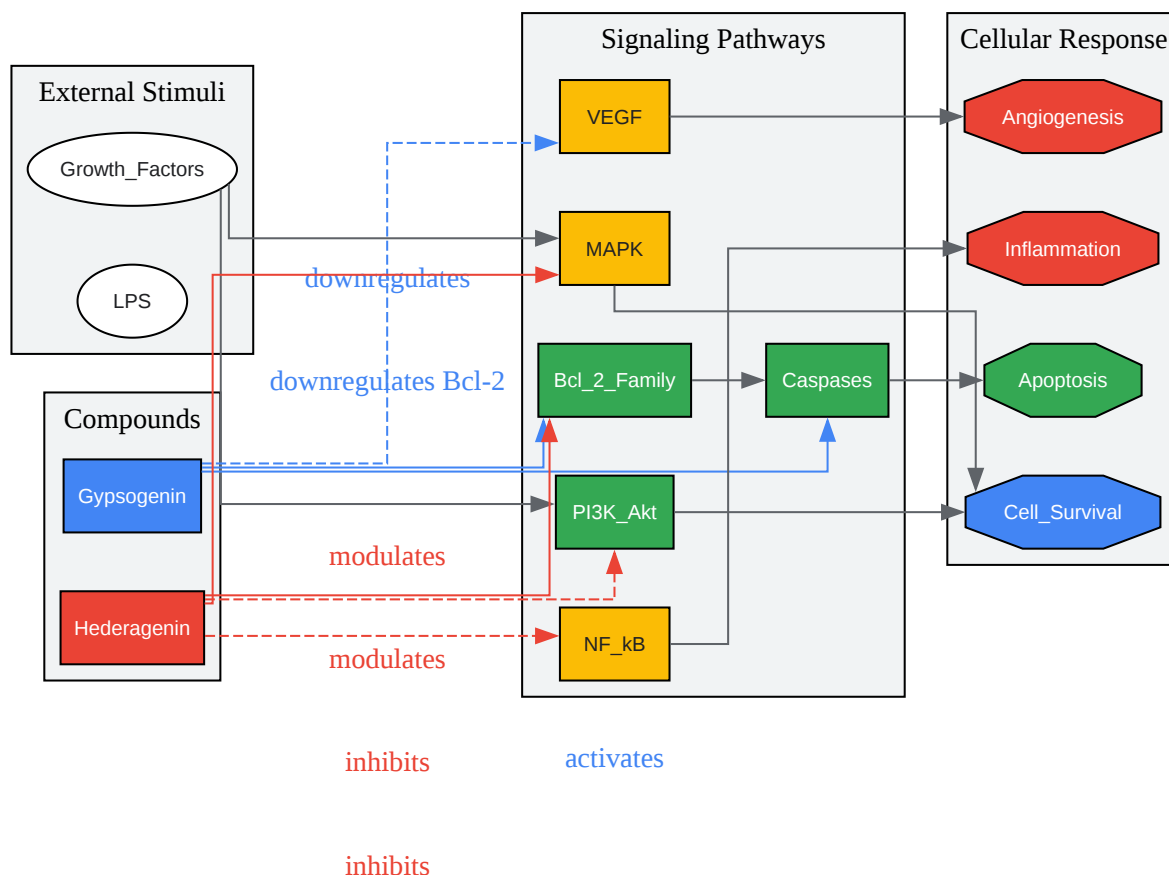 External Stimuli
Growth_Factors
LPS
Compounds
Gypsogenin
Hederagenin
downregulates
downregulates Bcl-2
modulates
modulates
inhibits
inhibits
activates
Signaling Pathways
VEGF
MAPK
Bcl_2_Family
Caspases
PI3K_Akt
NF_kB
Cellular Response
Angiogenesis
Inflammation
Apoptosis
Cell_Survival